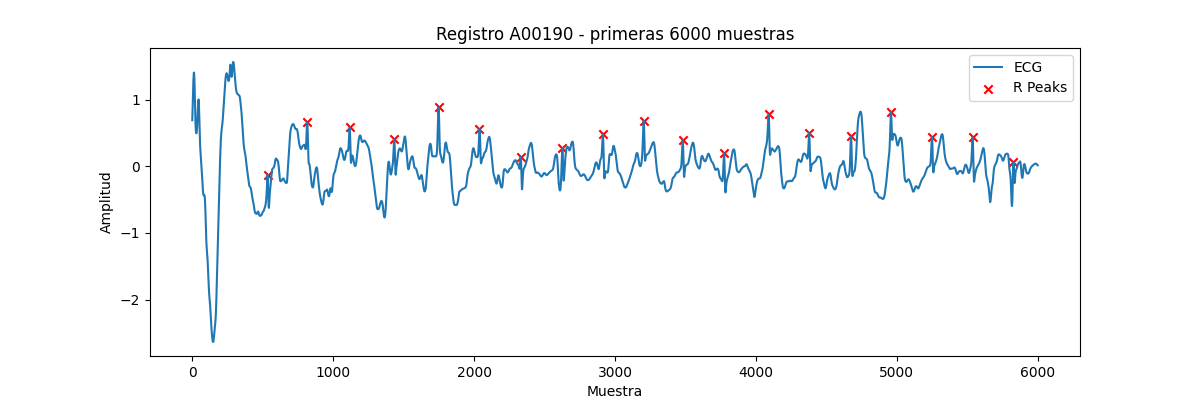 Registro A00190 - primeras 6000 muestras
ECG
R Peaks
Amplitud
1
0
−1
−2
0 1000 2000 3000 4000 5000 6000
Muestra